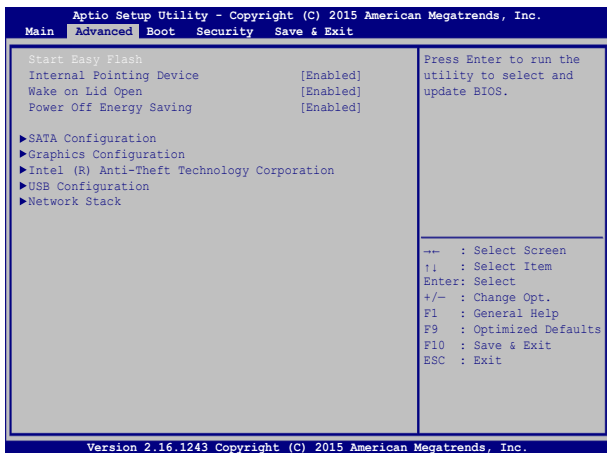 Aptio Setup Utility - Copyright (C) 2015 American Megatrends, Inc.
Main Advanced Boot Security Save & Exit
Start Easy Flash
Internal Pointing Device [Enabled]
Wake on Lid Open [Enabled]
Power Off Energy Saving [Enabled]
▶SATA Configuration
▶Graphics Configuration
▶Intel (R) Anti-Theft Technology Corporation
▶USB Configuration
▶Network Stack
Press Enter to run the
utility to select and
update BIOS.
→← : Select Screen
↑↓ : Select Item
Enter: Select
+/— : Change Opt.
F1 : General Help
F9 : Optimized Defaults
F10 : Save & Exit
ESC : Exit
Version 2.16.1243 Copyright (C) 2015 American Megatrends, Inc.